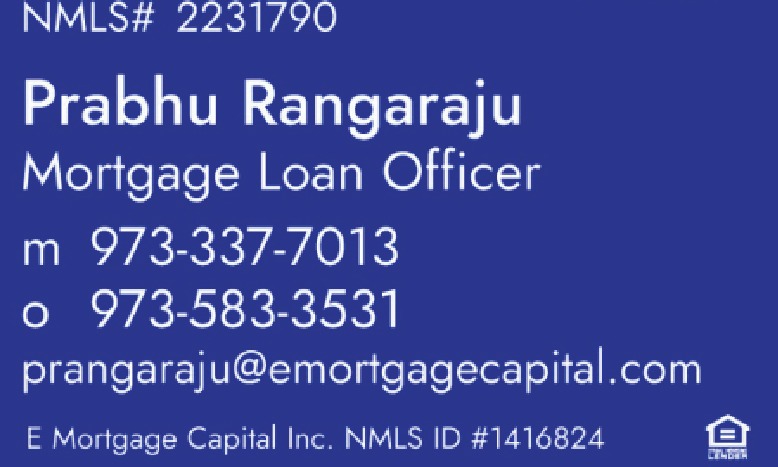 NMLS# 2231790
Prabhu Rangaraju
Mortgage Loan Officer
m 973-337-7013
o 973-583-3531
prangaraju@emortgagecapital.com
E Mortgage Capital Inc. NMLS ID #1416824
LENDER